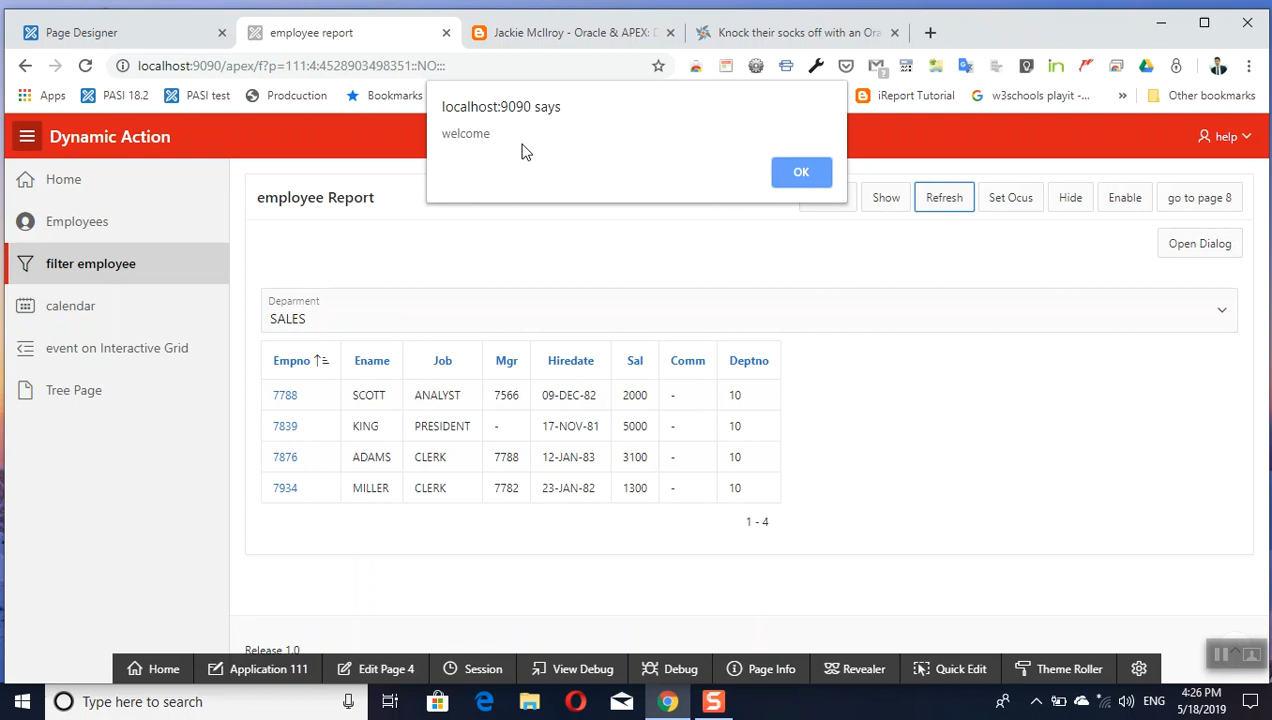 Page Designer
employee report
Jackie McIlroy - Oracle & APEX: D
Knock their socks off with an Ora
localhost:9090/apex/f?p=111:4:4528903498351::NO:::
Apps
PASI 18.2
PASI test
Prodcuction
Bookmarks
iReport Tutorial
w3schools playit -...
Other bookmarks
localhost:9090 says
welcome
OK
Dynamic Action
help
Home
Employees
filter employee
calendar
event on Interactive Grid
Tree Page
employee Report
Show
Refresh
Set Ocus
Hide
Enable
go to page 8
Open Dialog
Deparment
SALES
Empno Ename Job Mgr Hiredate Sal Comm Deptno
7788 SCOTT ANALYST 7566 09-DEC-82 2000 - 10
7839 KING PRESIDENT - 17-NOV-81 5000 - 10
7876 ADAMS CLERK 7788 12-JAN-83 3100 - 10
7934 MILLER CLERK 7782 23-JAN-82 1300 - 10
1 - 4
Release 1.0
Home
Application 111
Edit Page 4
Session
View Debug
Debug
Page Info
Revealer
Quick Edit
Theme Roller
Type here to search
ENG
4:26 PM
5/18/2019